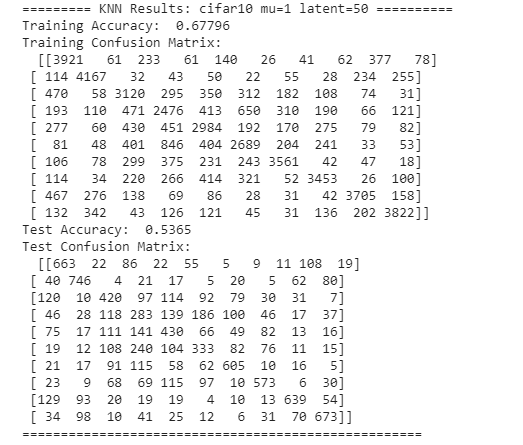 ========= KNN Results: cifar10 mu=1 latent=50 ==========
Training Accuracy:  0.67796
Training Confusion Matrix:
[[3921   61  233   61  140   26   41   62  377   78]
[ 114 4167   32   43   50   22   55   28  234  255]
[ 470   58 3120  295  350  312  182  108   74   31]
[ 193  110  471 2476  413  650  310  190   66  121]
[ 277   60  430  451 2984  192  170  275   79   82]
[  81   48  401  846  404 2689  204  241   33   53]
[ 106   78  299  375  231  243 3561   42   47   18]
[ 114   34  220  266  414  321   52 3453   26  100]
[ 467  276  138   69   86   28   31   42 3705  158]
[ 132  342   43  126  121   45   31  136  202 3822]]
Test Accuracy:  0.5365
Test Confusion Matrix:
[[663  22  86  22  55   5   9  11 108  19]
[ 40 746   4  21  17   5  20   5  62  80]
[120  10 420  97 114  92  79  30  31   7]
[ 46  28 118 283 139 186 100  46  17  37]
[ 75  17 111 141 430  66  49  82  13  16]
[ 19  12 108 240 104 333  82  76  11  15]
[ 21  17  91 115  58  62 605  10  16   5]
[ 23   9  68  69 115  97  10 573   6  30]
[129  93  20  19  19   4  10  13 639  54]
[ 34  98  10  41  25  12   6  31  70 673]]
====================================================